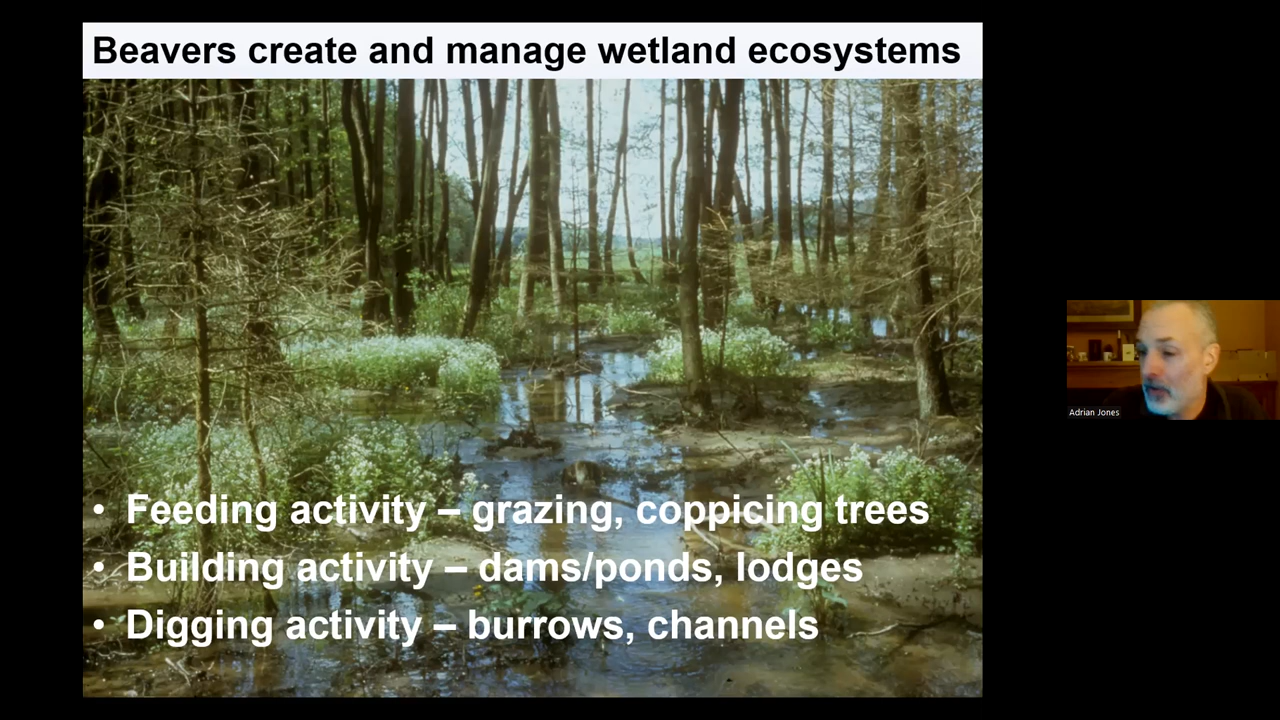 Beavers create and manage wetland ecosystems
• Feeding activity – grazing, coppicing trees
• Building activity – dams/ponds, lodges
• Digging activity – burrows, channels
Adrian Jones